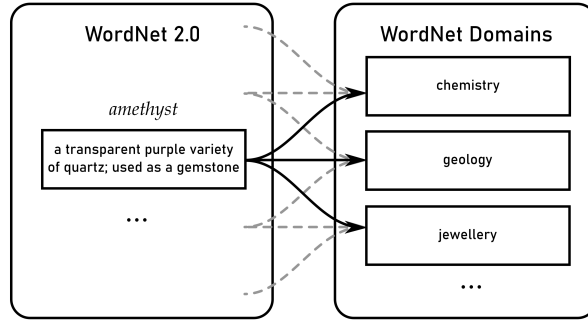 WordNet 2.0
amethyst
a transparent purple variety
of quartz; used as a gemstone
...
WordNet Domains
chemistry
geology
jewellery
...